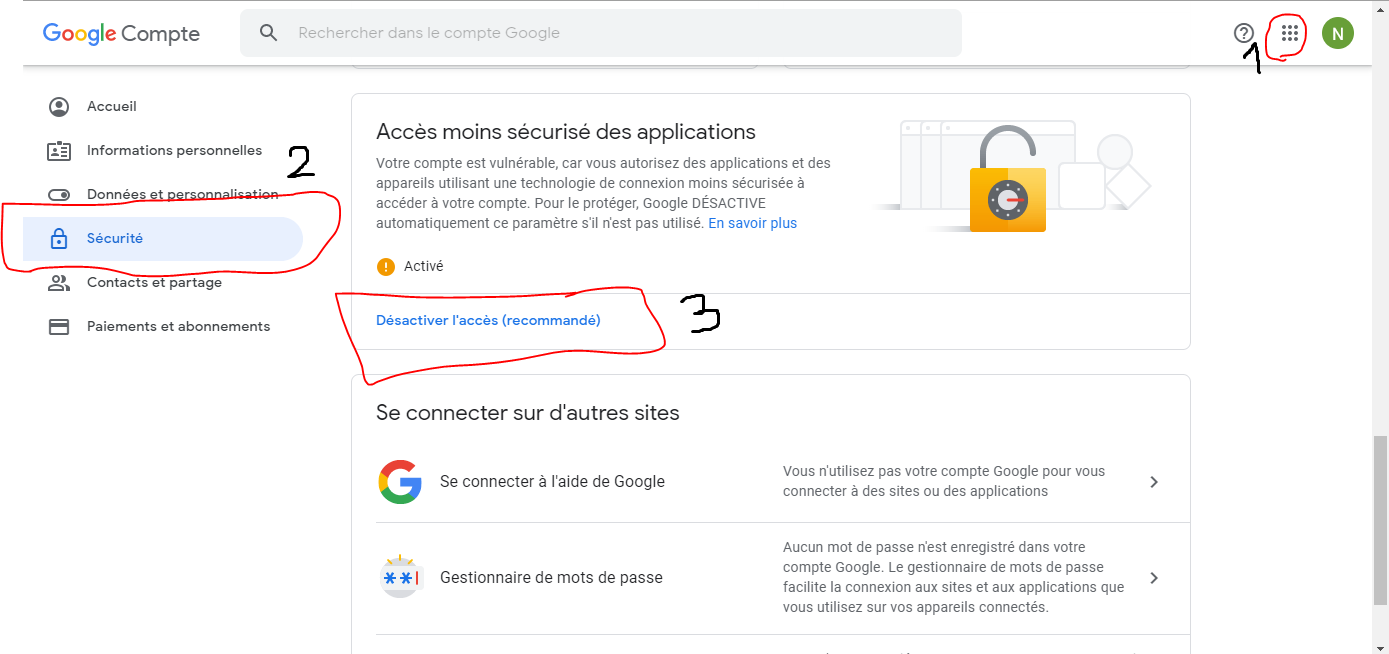 Google Compte
Rechercher dans le compte Google
1
N
Accueil
Informations personnelles
2
Données et personnalisation
Sécurité
Contacts et partage
Paiements et abonnements
Accès moins sécurisé des applications
Votre compte est vulnérable, car vous autorisez des applications et des
appareils utilisant une technologie de connexion moins sécurisée à
accéder à votre compte. Pour le protéger, Google DÉSACTIVE
automatiquement ce paramètre s'il n'est pas utilisé. En savoir plus
Activé
Désactiver l'accès (recommandé)
3
Se connecter sur d'autres sites
Se connecter à l'aide de Google
Vous n'utilisez pas votre compte Google pour vous
connecter à des sites ou des applications
Gestionnaire de mots de passe
Aucun mot de passe n'est enregistré dans votre
compte Google. Le gestionnaire de mots de passe
facilite la connexion aux sites et aux applications que
vous utilisez sur vos appareils connectés.